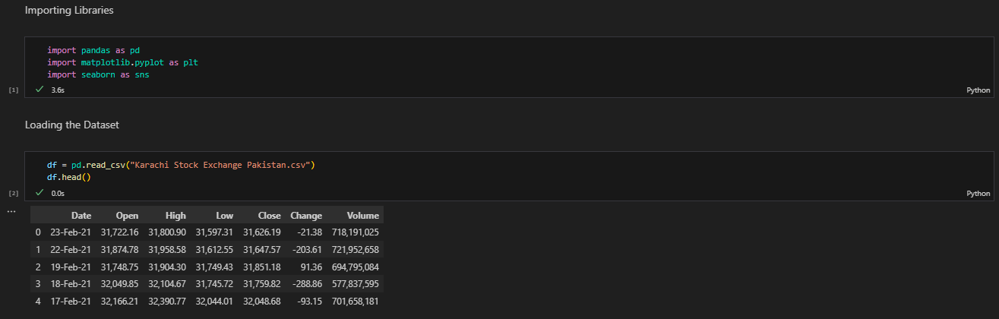 Importing Libraries
import pandas as pd
import matplotlib.pyplot as plt
import seaborn as sns
[1] ✓ 3.6s Python
Loading the Dataset
df = pd.read_csv("Karachi Stock Exchange Pakistan.csv")
df.head()
[2] ✓ 0.0s Python
... Date Open High Low Close Change Volume
0 23-Feb-21 31,722.16 31,800.90 31,597.31 31,626.19 -21.38 718,191,025
1 22-Feb-21 31,874.78 31,958.58 31,612.55 31,647.57 -203.61 721,952,658
2 19-Feb-21 31,748.75 31,904.30 31,749.43 31,851.18 91.36 694,795,084
3 18-Feb-21 32,049.85 32,104.67 31,745.72 31,759.82 -288.86 577,837,595
4 17-Feb-21 32,166.21 32,390.77 32,044.01 32,048.68 -93.15 701,658,181